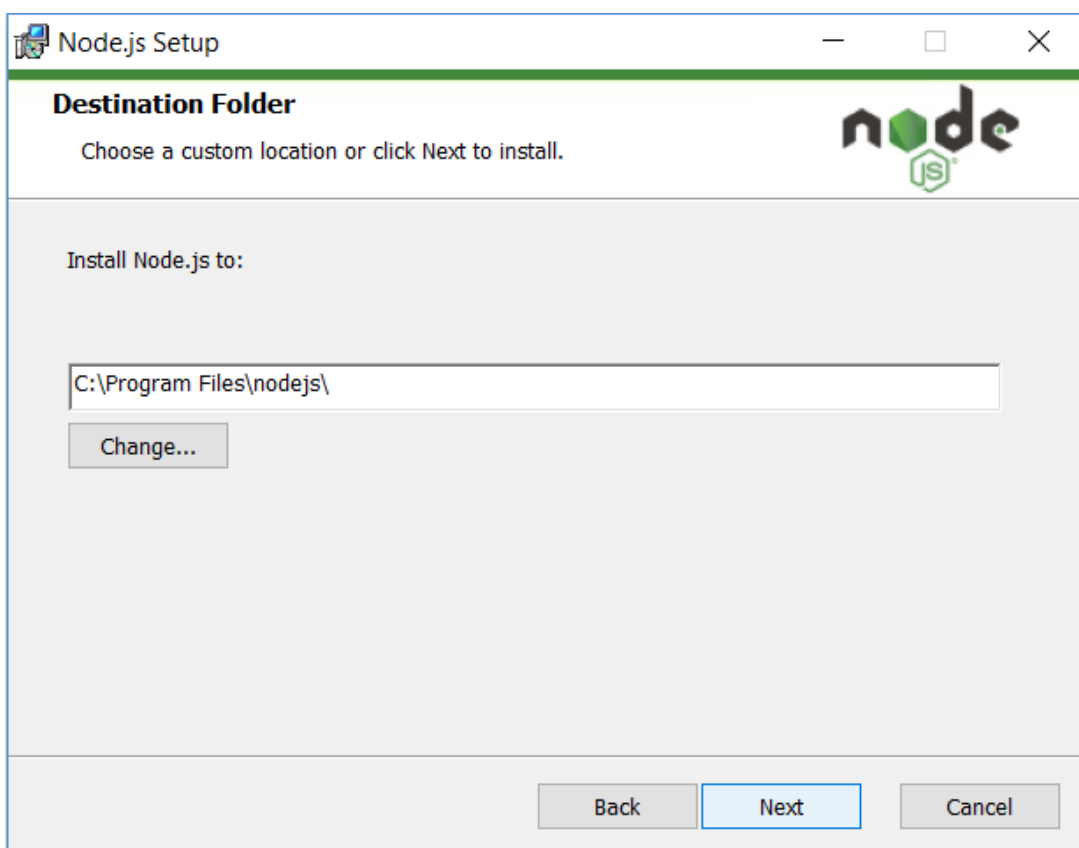 Node.js Setup
Destination Folder
Choose a custom location or click Next to install.
node
JS
Install Node.js to:
C:\Program Files\nodejs\
Change...
Back Next Cancel